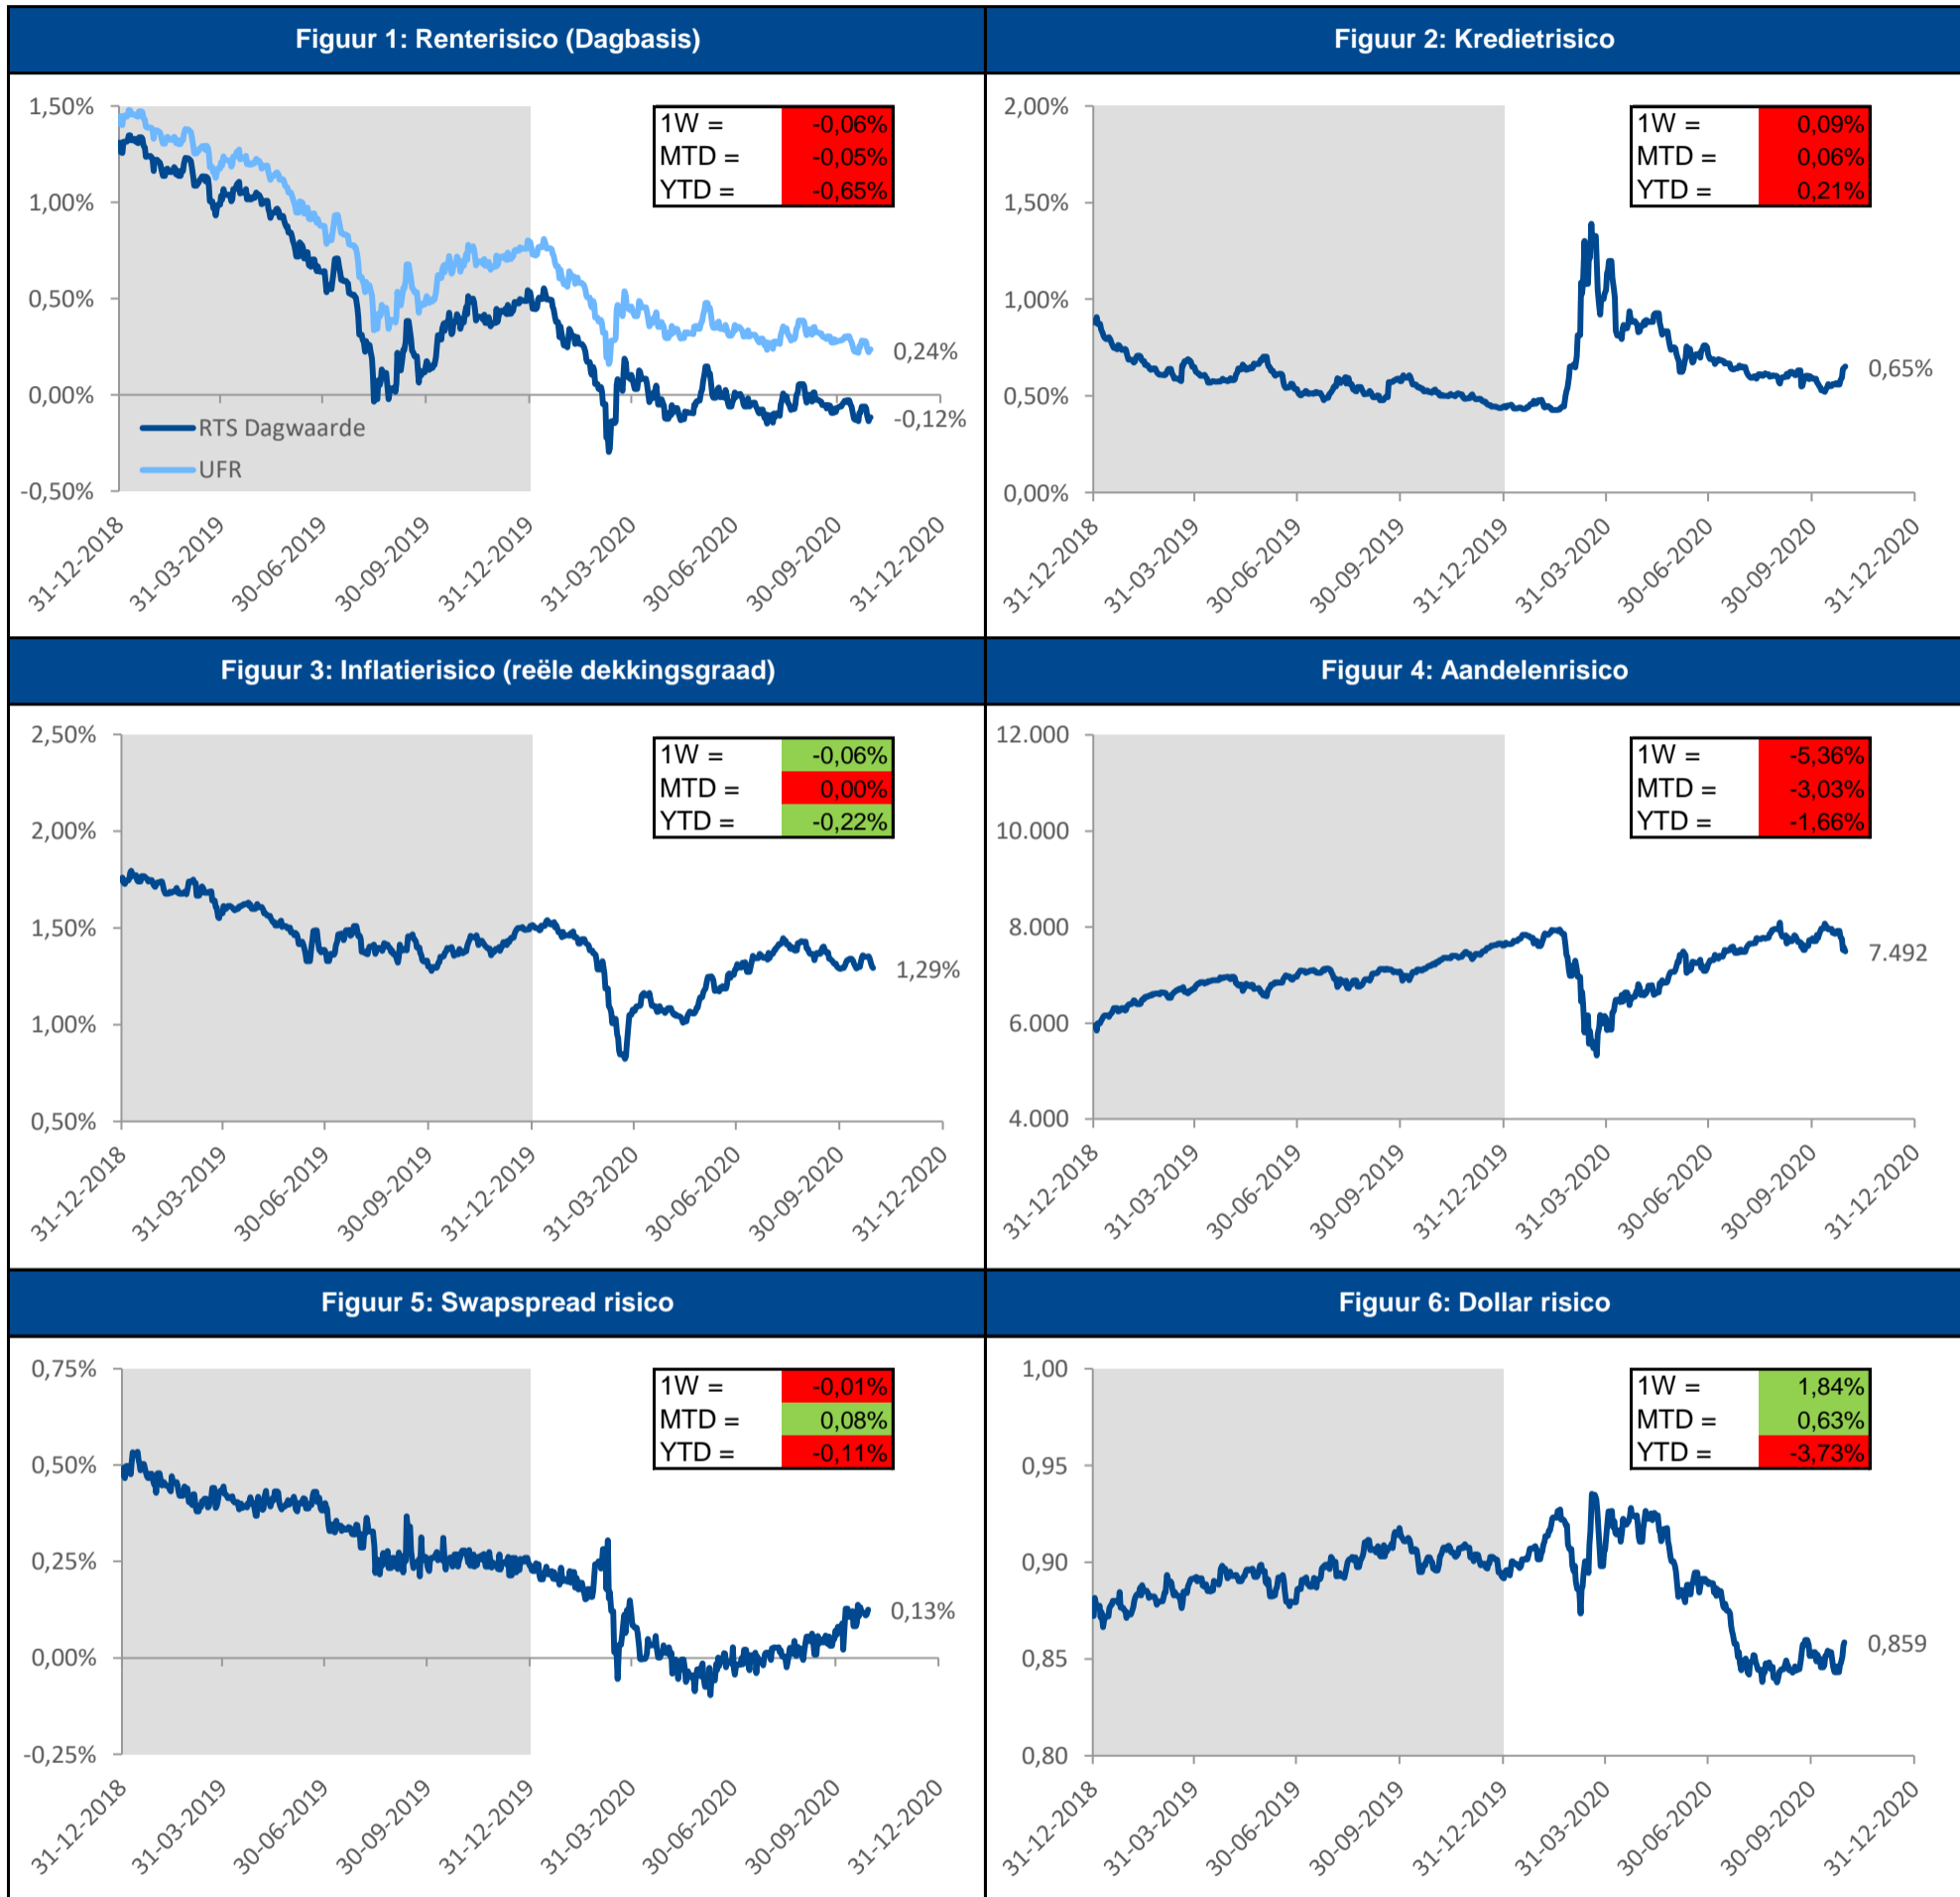 Figuur 1: Renterisico (Dagbasis)
1,50%
1,00%
0,50%
0,00%
-0,50%
1W = -0,06%
MTD = -0,05%
YTD = -0,65%
0,24%
-0,12%
RTS Dagwaarde
UFR
31-12-2018 31-03-2019 30-06-2019 30-09-2019 31-12-2019 31-03-2020 30-06-2020 30-09-2020 31-12-2020
Figuur 2: Kredietrisico
2,00%
1,50%
1,00%
0,50%
0,00%
1W = 0,09%
MTD = 0,06%
YTD = 0,21%
0,65%
31-12-2018 31-03-2019 30-06-2019 30-09-2019 31-12-2019 31-03-2020 30-06-2020 30-09-2020 31-12-2020
Figuur 3: Inflatierisico (reële dekkingsgraad)
2,50%
2,00%
1,50%
1,00%
0,50%
1W = -0,06%
MTD = 0,00%
YTD = -0,22%
1,29%
31-12-2018 31-03-2019 30-06-2019 30-09-2019 31-12-2019 31-03-2020 30-06-2020 30-09-2020 31-12-2020
Figuur 4: Aandelenrisico
12.000
10.000
8.000
6.000
4.000
1W = -5,36%
MTD = -3,03%
YTD = -1,66%
7.492
31-12-2018 31-03-2019 30-06-2019 30-09-2019 31-12-2019 31-03-2020 30-06-2020 30-09-2020 31-12-2020
Figuur 5: Swapspread risico
0,75%
0,50%
0,25%
0,00%
-0,25%
1W = -0,01%
MTD = 0,08%
YTD = -0,11%
0,13%
31-12-2018 31-03-2019 30-06-2019 30-09-2019 31-12-2019 31-03-2020 30-06-2020 30-09-2020 31-12-2020
Figuur 6: Dollar risico
1,00
0,95
0,90
0,85
0,80
1W = 1,84%
MTD = 0,63%
YTD = -3,73%
0,859
31-12-2018 31-03-2019 30-06-2019 30-09-2019 31-12-2019 31-03-2020 30-06-2020 30-09-2020 31-12-2020